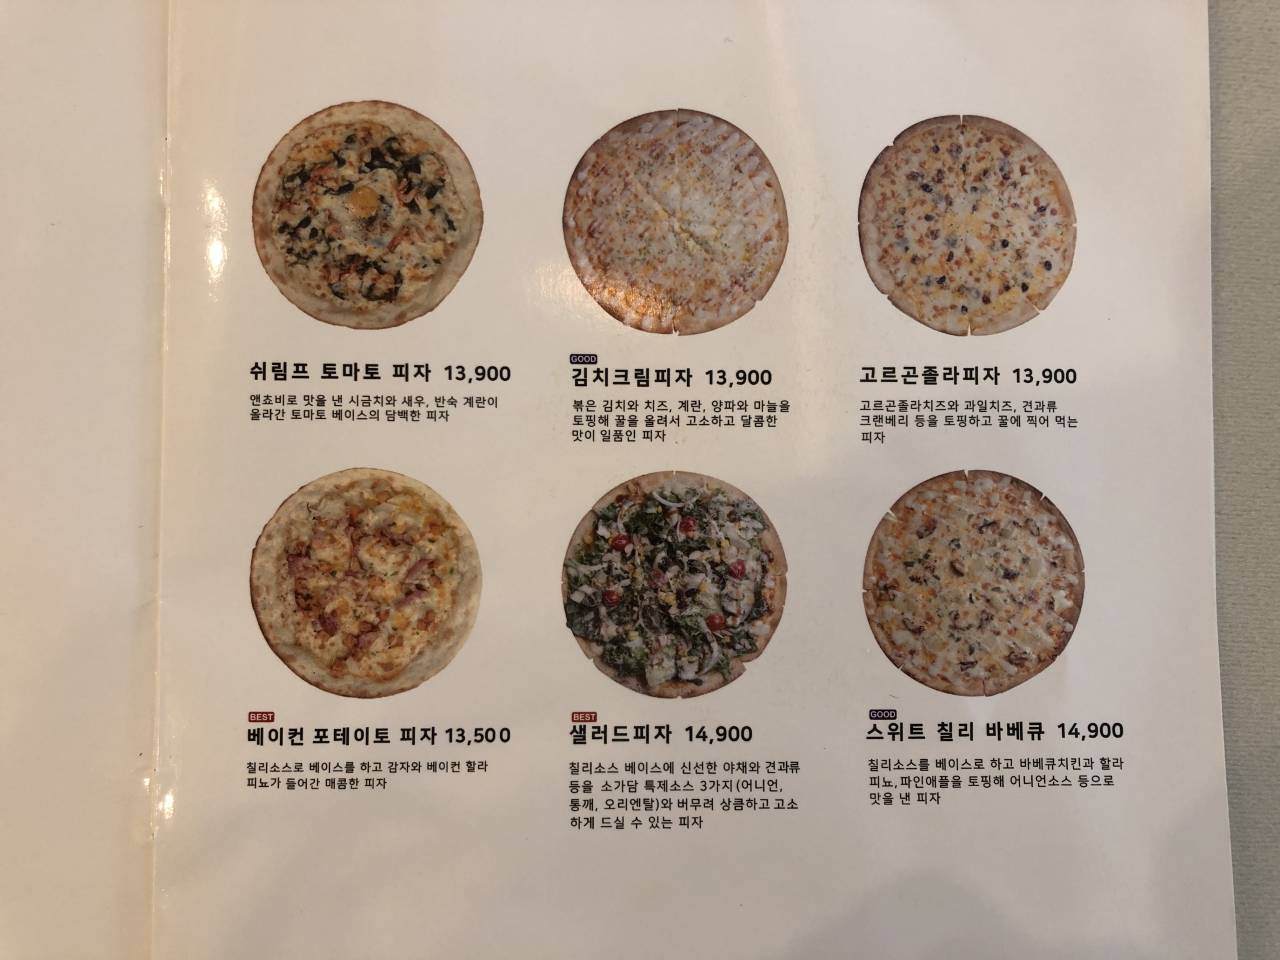 쉬림프 토마토 피자 13,900
앤쵸비로 맛을 낸 시금치와 새우, 반숙 계란이
올라간 토마토 베이스의 담백한 피자
GOOD
김치크림피자 13,900
볶은 김치와 치즈, 계란, 양파와 마늘을
토핑해 꿀을 올려서 고소하고 달콤한
맛이 일품인 피자
고르곤졸라피자 13,900
고르곤졸라치즈와 과일치즈, 견과류
크랜베리 등을 토핑하고 꿀에 찍어 먹는
피자
BEST
베이컨 포테이토 피자 13,500
칠리소스로 베이스를 하고 감자와 베이컨 할라
피뇨가 들어간 매콤한 피자
BEST
샐러드피자 14,900
칠리소스 베이스에 신선한 야채와 견과류
등을 소가담 특제소스 3가지(어니언,
통깨, 오리엔탈)와 버무려 상큼하고 고소
하게 드실 수 있는 피자
GOOD
스위트 칠리 바베큐 14,900
칠리소스를 베이스로 하고 바베큐치킨과 할라
피뇨,파인애플을 토핑해 어니언소스 등으로
맛을 낸 피자